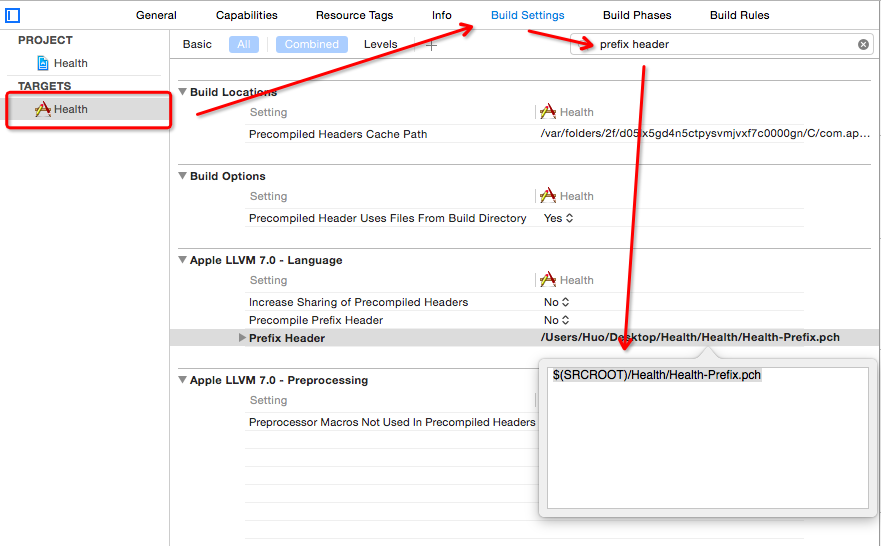 General Capabilities Resource Tags Info Build Settings Build Phases Build Rules
PROJECT
Health
TARGETS
Health
Basic All Combined Levels + prefix header
Build Locations
Setting Health
Precompiled Headers Cache Path /var/folders/2f/d05lx5gd4n5ctpysvmjvxf7c0000gn/C/com.ap...
Build Options
Setting Health
Precompiled Header Uses Files From Build Directory Yes
Apple LLVM 7.0 - Language
Setting Health
Increase Sharing of Precompiled Headers No
Precompile Prefix Header No
Prefix Header /Users/Huo/Desktop/Health/Health/Health-Prefix.pch
$(SRCROOT)/Health/Health-Prefix.pch
Apple LLVM 7.0 - Preprocessing
Setting
Preprocessor Macros Not Used In Precompiled Headers